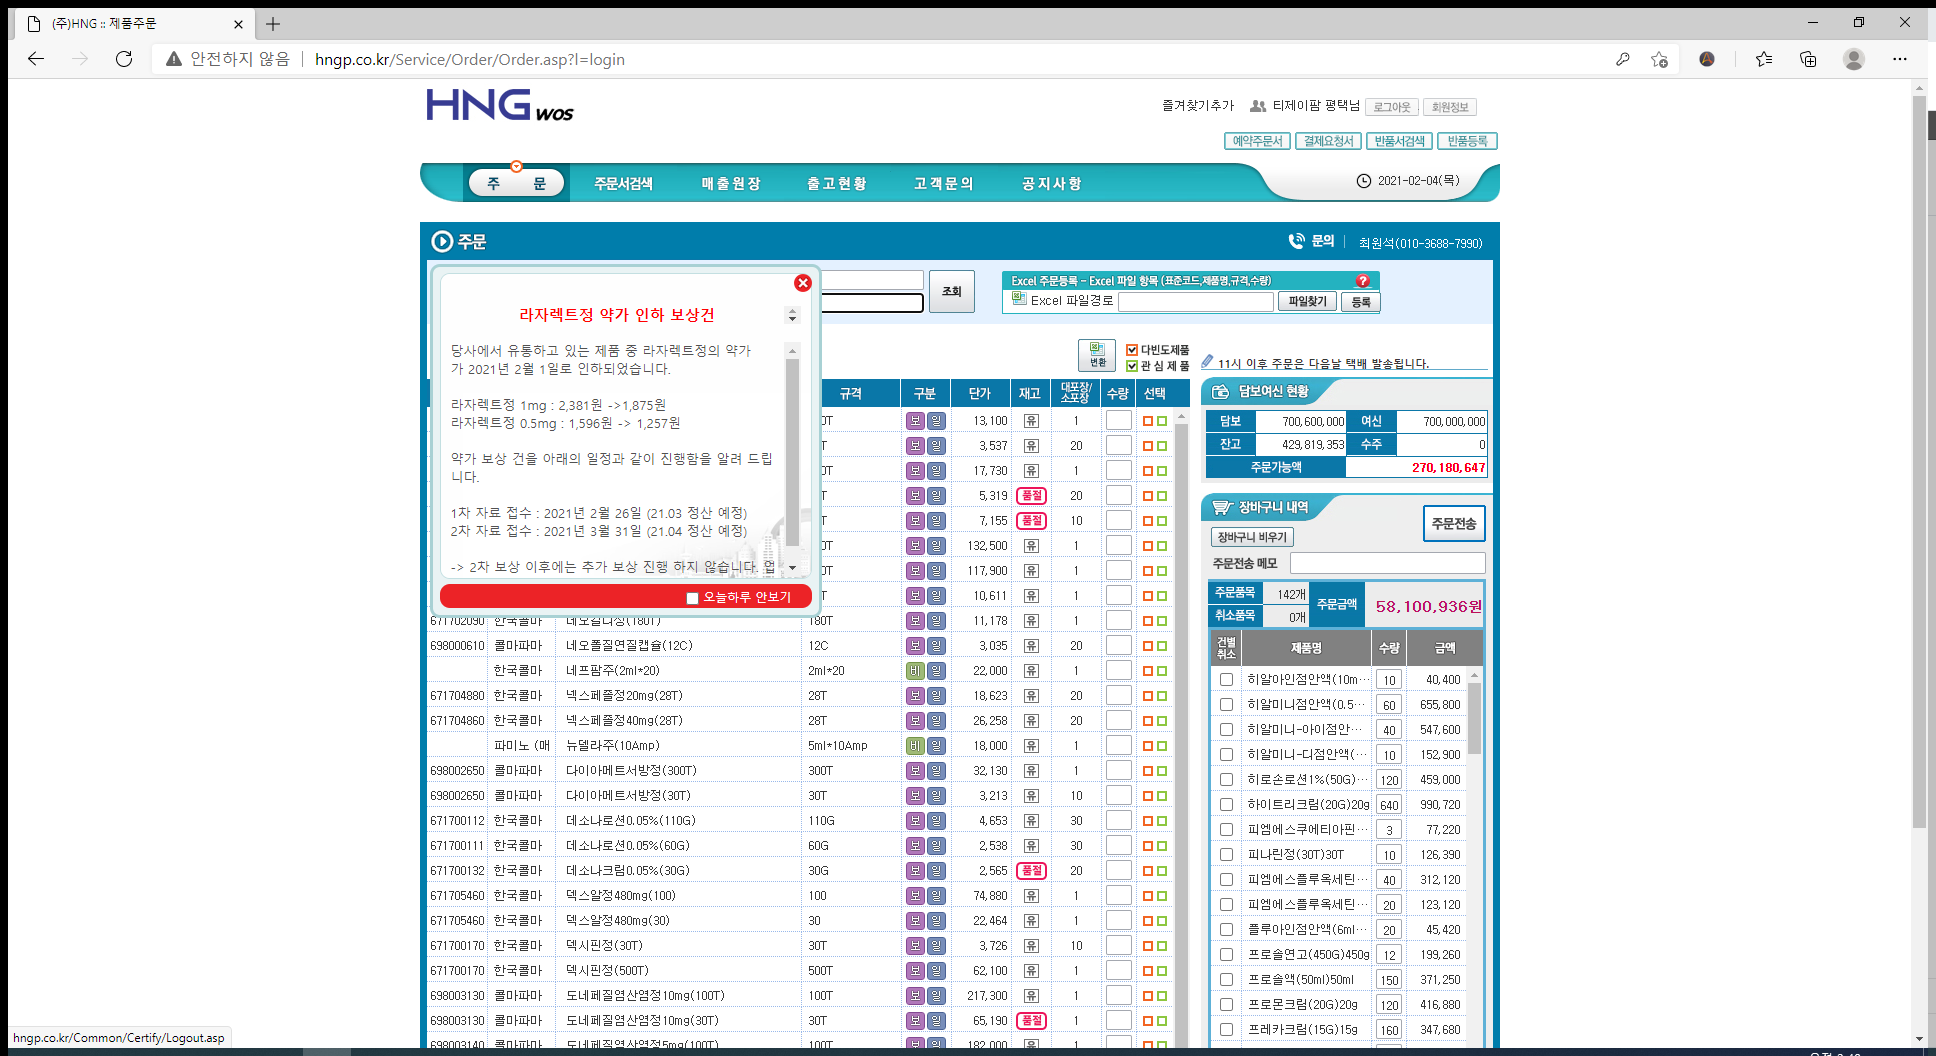 (주)HNG :: 제품주문
안전하지 않음 hngp.co.kr/Service/Order/Order.asp?l=login
HNG WOS
즐겨찾기추가 티제이팜 평택님 로그아웃 회원정보
예약주문서 결제요청서 반품서검색 반품등록
주 문 주문서검색 매출원장 출고현황 고객문의 공지사항 2021-02-04(목)
주문 문의 최원석(010-3688-7990)
조회
Excel 주문등록 - Excel 파일 항목 (표준코드,제품명,규격,수량)
Excel 파일경로 파일찾기 등록
라자렉트정 약가 인하 보상건
당사에서 유통하고 있는 제품 중 라자렉트정의 약가
가 2021년 2월 1일로 인하되었습니다.
라자렉트정 1mg : 2,381원 ->1,875원
라자렉트정 0.5mg : 1,596원 -> 1,257원
약가 보상 건을 아래의 일정과 같이 진행함을 알려 드립
니다.
1차 자료 접수 : 2021년 2월 26일 (21.03 정산 예정)
2차 자료 접수 : 2021년 3월 31일 (21.04 정산 예정)
-> 2차 보상 이후에는 추가 보상 진행 하지 않습니다. 업
오늘하루 안보기
변환 다빈도제품
관 심 제 품
11시 이후 주문은 다음날 택배 발송됩니다.
규격 구분 단가 재고 대포장/소포장 수량 선택
0T 보 일 13,100 유 1
T 보 일 3,537 유 20
0T 보 일 17,730 유 1
T 보 일 5,319 품절 20
T 보 일 7,155 품절 10
0T 보 일 132,500 유 1
0T 보 일 117,900 유 1
T 보 일 10,611 유 1
671702090 한국콜마 네오길리정(180T) 180T 보 일 11,178 유 1
698000610 콜마파마 네오폴질연질캡슐(12C) 12C 보 일 3,035 유 20
한국콜마 네프팜주(2ml*20) 2ml*20 비 일 22,000 유 1
671704880 한국콜마 넥스페플정20mg(28T) 28T 보 일 18,623 유 20
671704860 한국콜마 넥스페플정40mg(28T) 28T 보 일 26,258 유 20
파미노 (매 뉴델라주(10Amp) 5ml*10Amp 비 일 18,000 유 1
698002650 콜마파마 다이아메트서방정(300T) 300T 보 일 32,130 유 1
698002650 콜마파마 다이아메트서방정(30T) 30T 보 일 3,213 유 10
671700112 한국콜마 데소나로션0.05%(110G) 110G 보 일 4,653 유 30
671700111 한국콜마 데소나로션0.05%(60G) 60G 보 일 2,538 유 30
671700132 한국콜마 데소나크림0.05%(30G) 30G 보 일 2,565 품절 20
671705460 한국콜마 덱스알정480mg(100) 100 보 일 74,880 유 1
671705460 한국콜마 덱스알정480mg(30) 30 보 일 22,464 유 1
671700170 한국콜마 덱시핀정(30T) 30T 보 일 3,726 유 10
671700170 한국콜마 덱시핀정(500T) 500T 보 일 62,100 유 1
698003130 콜마파마 도네페질염산염정10mg(100T) 100T 보 일 217,300 유 1
698003130 콜마파마 도네페질염산염정10mg(30T) 30T 보 일 65,190 품절 1
698003140 콜마파마 도네페질염산염정5mg(100T) 100T 보 일 182,000 유 1
담보여신 현황
담보 700,600,000 여신 700,000,000
잔고 429,819,353 수주 0
주문가능액 270,180,647
장바구니 내역
장바구니 비우기 주문전송
주문전송 메모
주문품목 142개 주문금액 58,100,936원
취소품목 0개
건별취소 제품명 수량 금액
히알아인점안액(10m··· 10 40,400
히알미니점안액(0.5··· 60 655,800
히알미니-아이점안··· 40 547,600
히알미니-디점안액(··· 10 152,900
히로손로션1%(50G)··· 120 459,000
하이트리크림(20G)20g 640 990,720
피엠에스쿠에티아핀··· 3 77,220
피나린정(30T)30T 10 126,390
피엠에스플루옥세틴··· 40 312,120
피엠에스플루옥세틴··· 20 123,120
플루아인점안액(6ml··· 20 45,420
프로솔연고(450G)450g 12 199,260
프로솔액(50ml)50ml 150 371,250
프로몬크림(20G)20g 120 416,880
프레카크림(15G)15g 160 347,680
hngp.co.kr/Common/Certify/Logout.asp